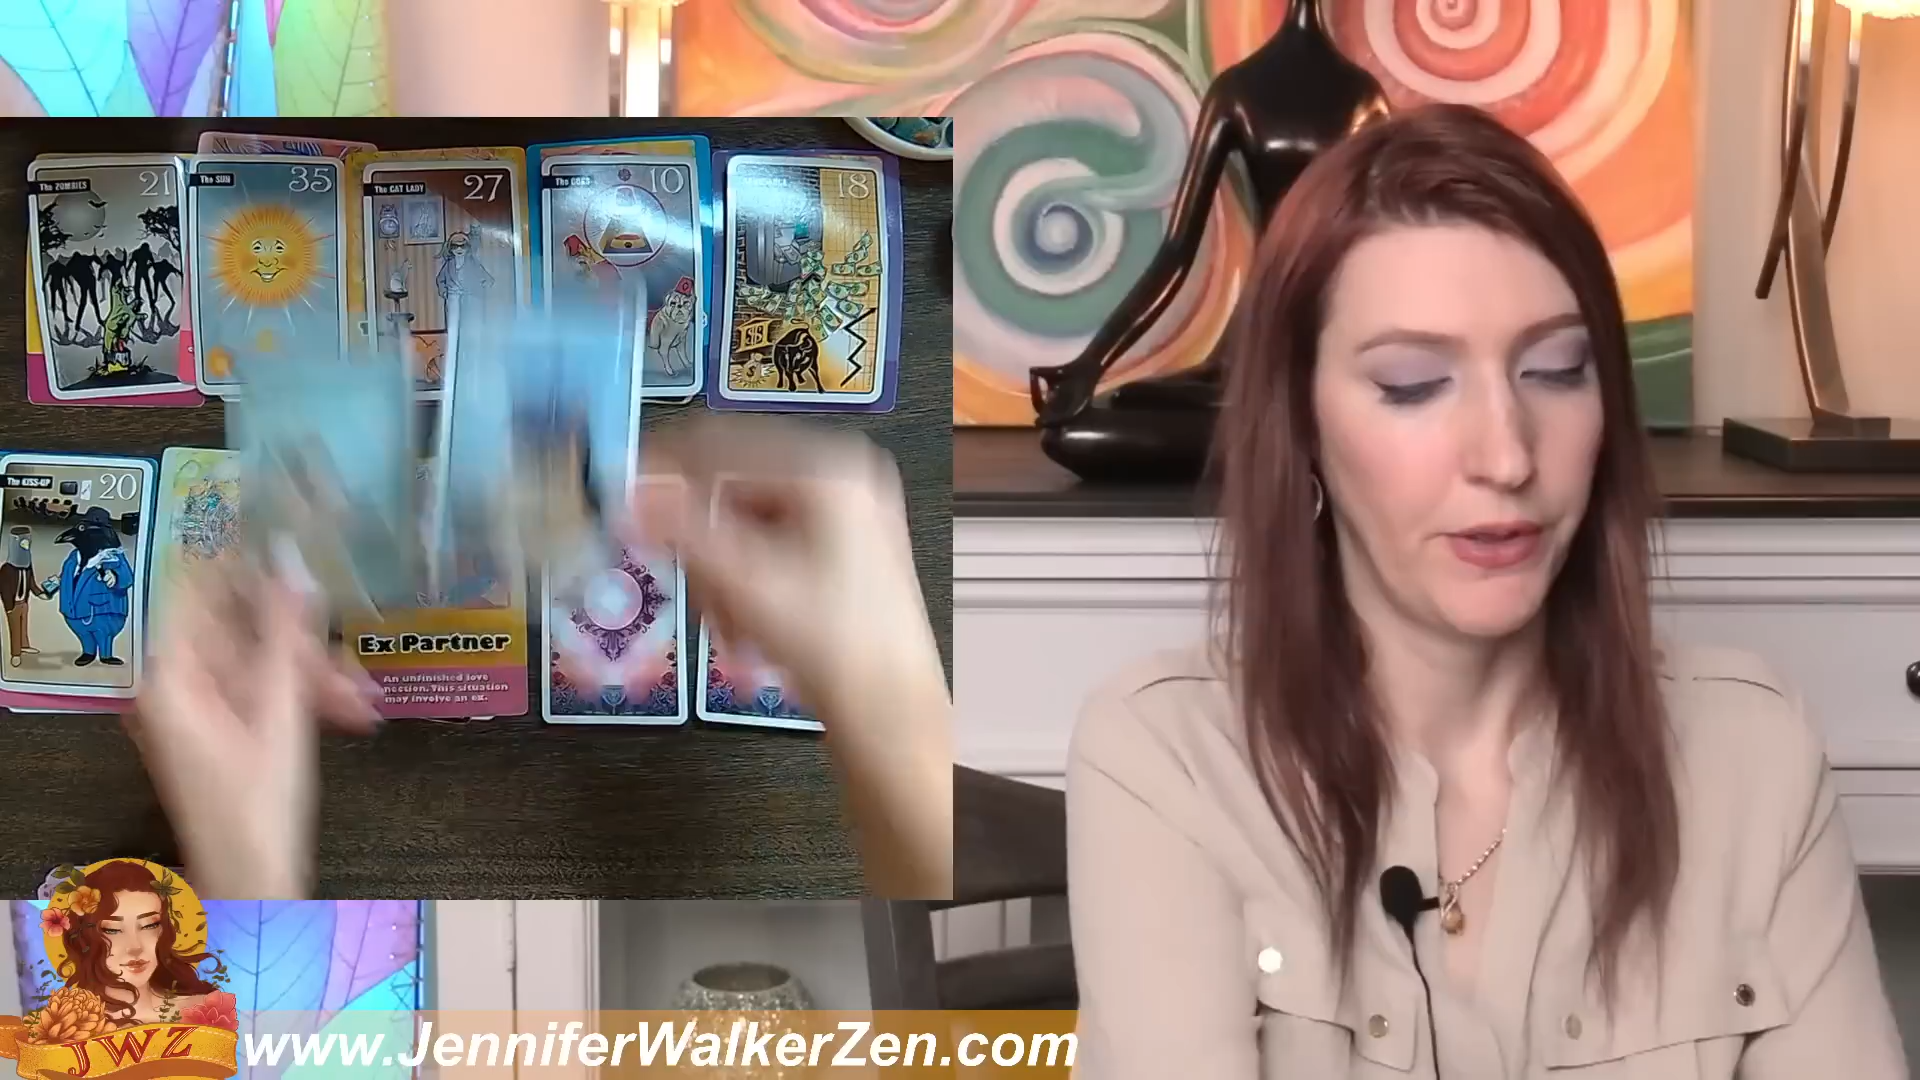 The ZOMBIES 21
The SUN 35
The CAT LADY 27
The DOGS 10
18
The KISS-UP 20
Ex Partner
An unfinished love
nection. This situation
may involve an ex.
JWZ
www.JenniferWalkerZen.com